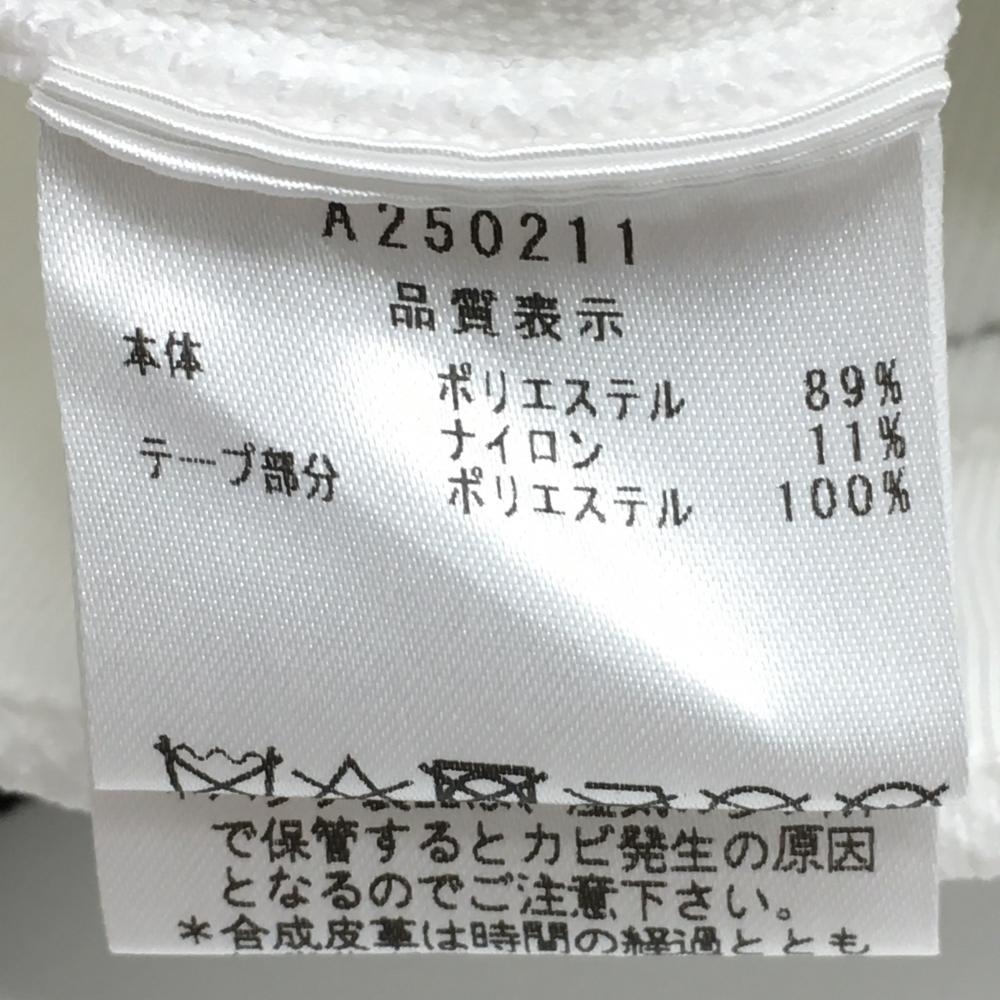 A250211
品質表示
本体 ポリエステル 89%
ナイロン 11%
テープ部分 ポリエステル 100%
で保管するとカビ発生の原因
となるのでご注意下さい。
*合成皮革は時間の経過ととも